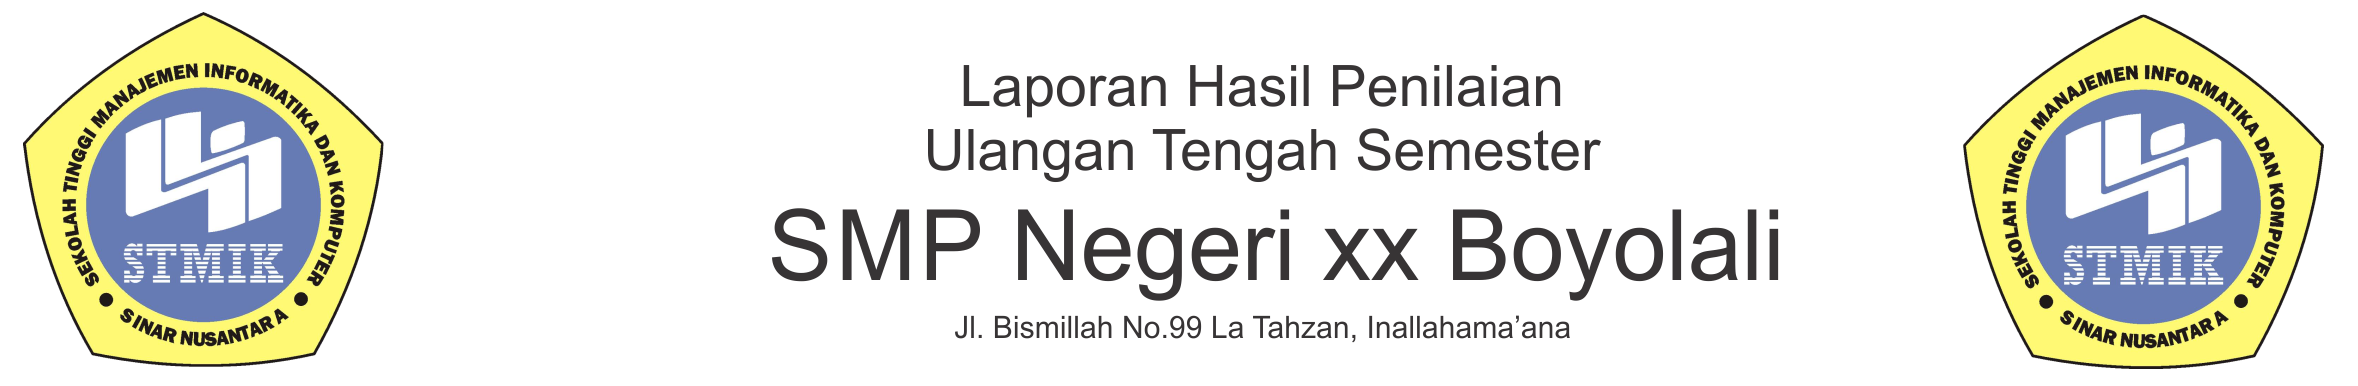 SEKOLAH TINGGI MANAJEMEN INFORMATIKA DAN KOMPUTER
STMIK
• SINAR NUSANTARA •
Laporan Hasil Penilaian
Ulangan Tengah Semester
SMP Negeri xx Boyolali
Jl. Bismillah No.99 La Tahzan, Inallahama’ana
SEKOLAH TINGGI MANAJEMEN INFORMATIKA DAN KOMPUTER
STMIK
• SINAR NUSANTARA •